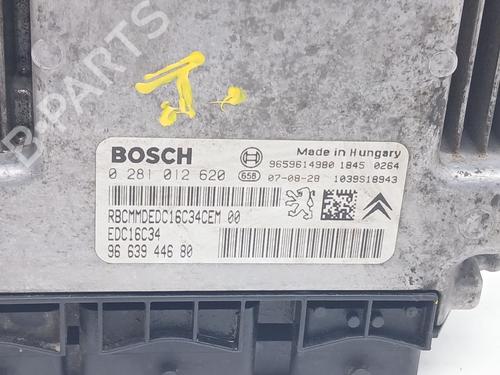 B-PARTS
T.
BOSCH
Made in Hungary
9659614980 1845 0264
0 281 012 620
658
07-08-28
1039S18943
RBCMMDEDC16C34CEM 00
EDC16C34
96 639 446 80